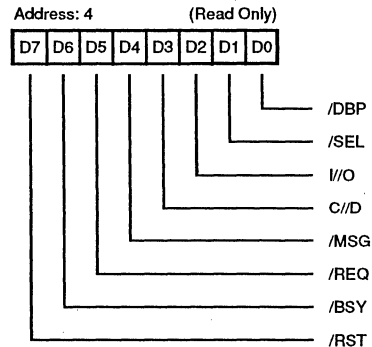 Address: 4 (Read Only)
D7 D6 D5 D4 D3 D2 D1 D0
/DBP
/SEL
I//O
C//D
/MSG
/REQ
/BSY
/RST